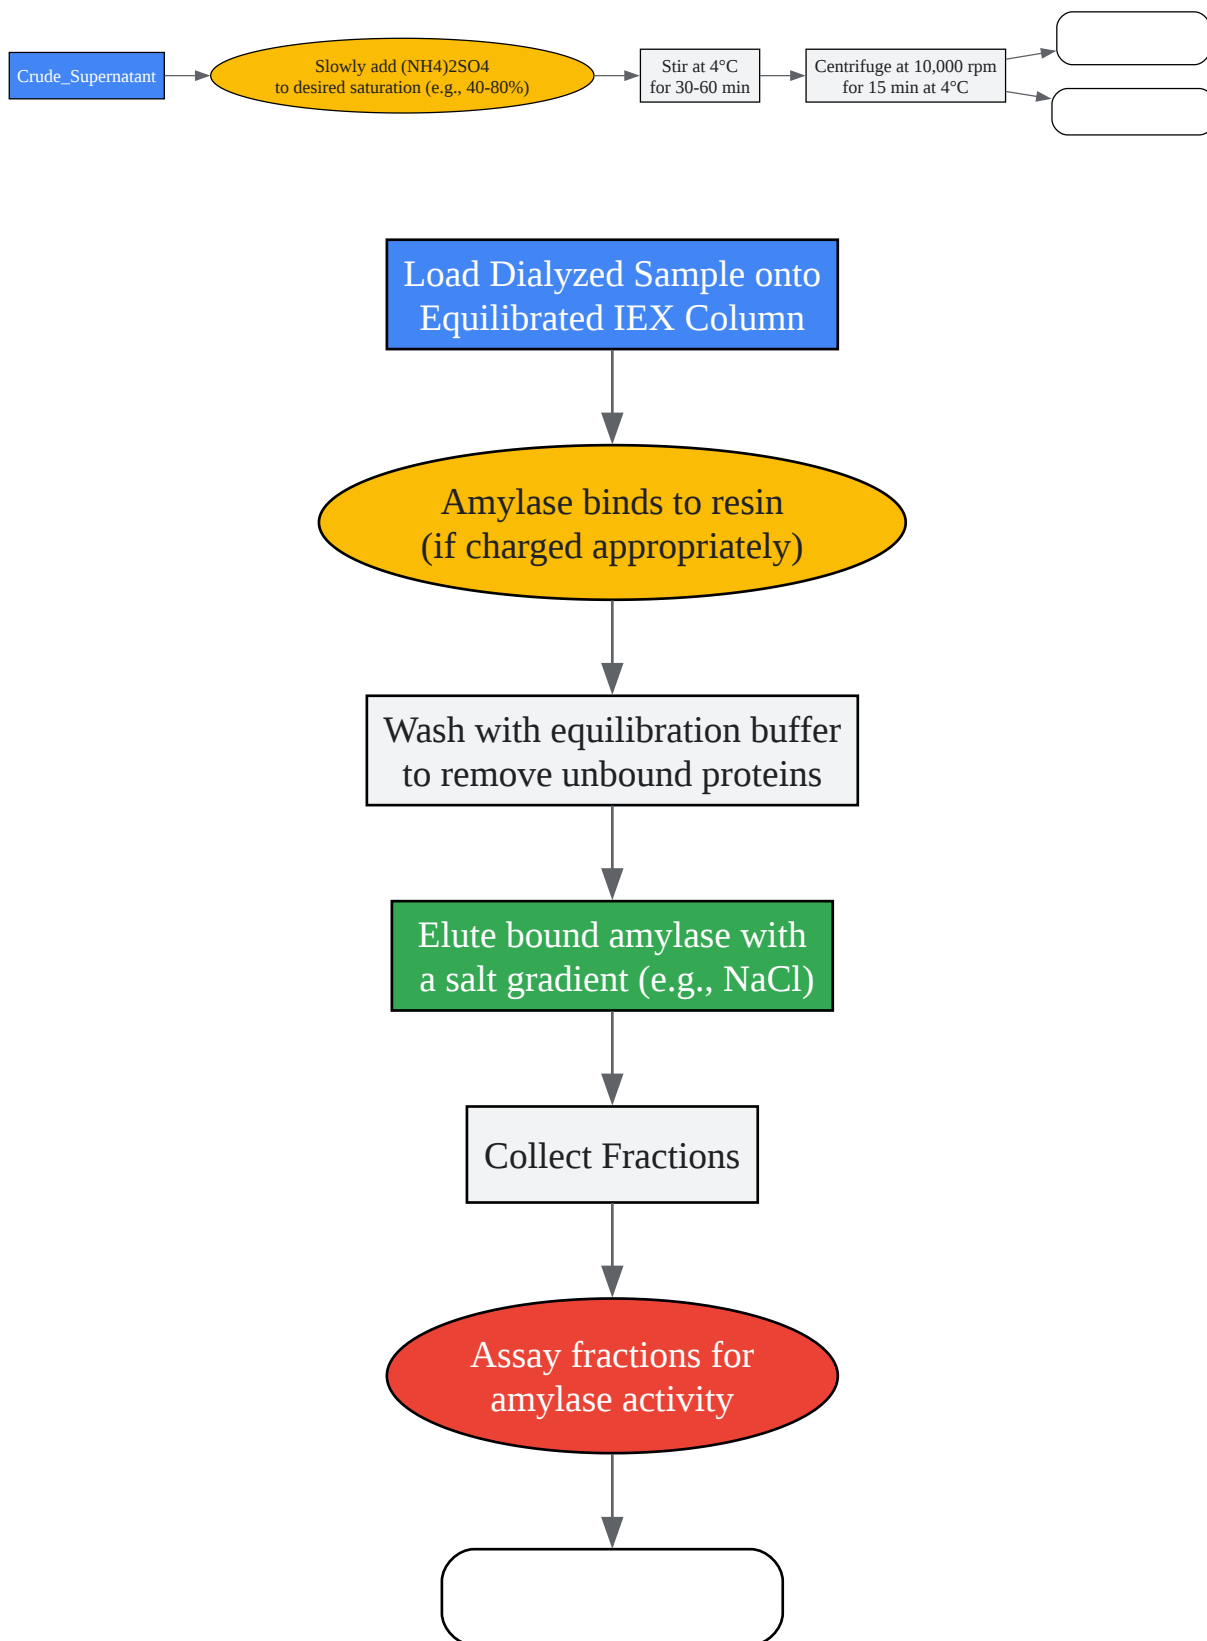 Crude_Supernatant
Slowly add (NH4)2SO4
to desired saturation (e.g., 40-80%)
Stir at 4°C
for 30-60 min
Centrifuge at 10,000 rpm
for 15 min at 4°C
Load Dialyzed Sample onto
Equilibrated IEX Column
Amylase binds to resin
(if charged appropriately)
Wash with equilibration buffer
to remove unbound proteins
Elute bound amylase with
a salt gradient (e.g., NaCl)
Collect Fractions
Assay fractions for
amylase activity